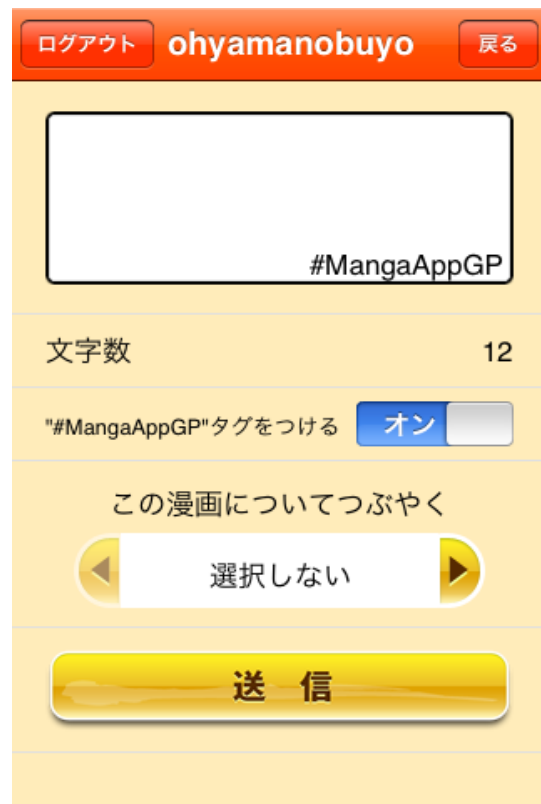 ログアウト ohyamanobuyo 戻る
#MangaAppGP
文字数 12
"#MangaAppGP"タグをつける オン
この漫画についてつぶやく
選択しない
送 信